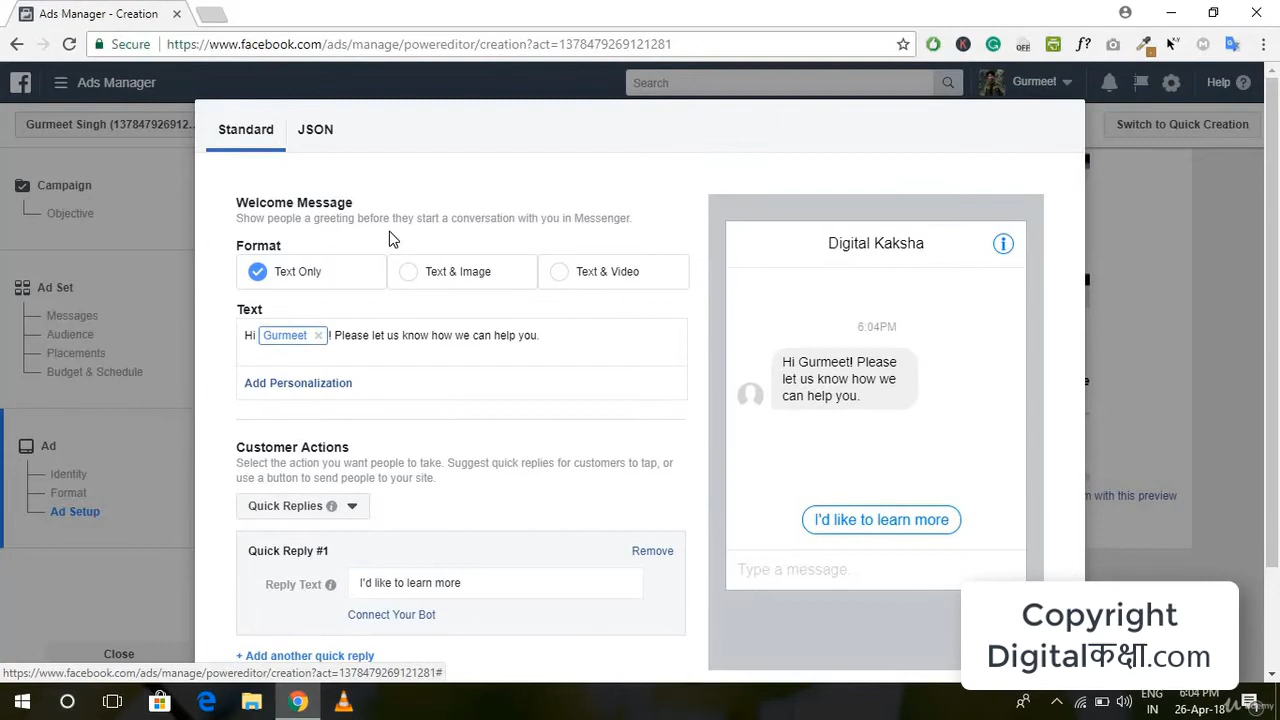 Ads Manager - Creation
Secure
https://www.facebook.com/ads/manage/powereditor/creation?act=1378479269121281
Ads Manager
Search
Gurmeet
Help
Gurmeet Singh (137847926912...
Switch to Quick Creation
Campaign
Objective
Ad Set
Messages
Audience
Placements
Budget & Schedule
Ad
Identity
Format
Ad Setup
Close
Standard
JSON
Welcome Message
Show people a greeting before they start a conversation with you in Messenger.
Format
Text Only
Text & Image
Text & Video
Text
Hi Gurmeet × ! Please let us know how we can help you.
Add Personalization
Customer Actions
Select the action you want people to take. Suggest quick replies for customers to tap, or
use a button to send people to your site.
Quick Replies
Quick Reply #1
Remove
Reply Text
I'd like to learn more
Connect Your Bot
+ Add another quick reply
Digital Kaksha
6:04PM
Hi Gurmeet! Please
let us know how we
can help you.
I'd like to learn more
Type a message.
m with this preview
Copyright
Digitalकक्षा.com
https://www.facebook.com/ads/manage/powereditor/creation?act=1378479269121281#
ENG
IN
6:04 PM
26-Apr-18